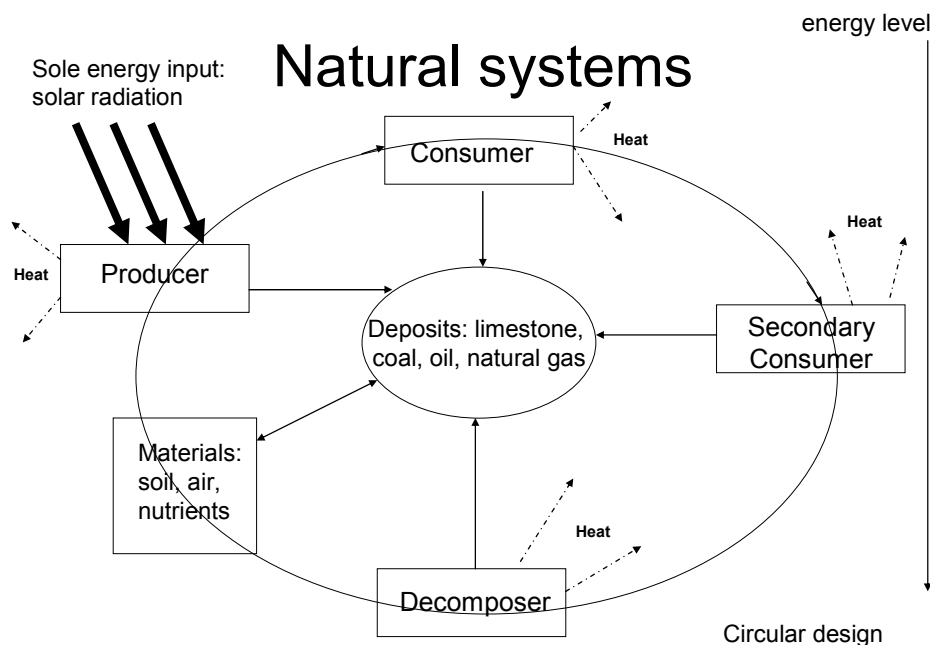 energy level
Natural systems
Sole energy input:
solar radiation
Consumer
Heat
Heat
Heat
Producer
Deposits: limestone,
coal, oil, natural gas
Secondary
Consumer
Materials:
soil, air,
nutrients
Heat
Decomposer
Circular design